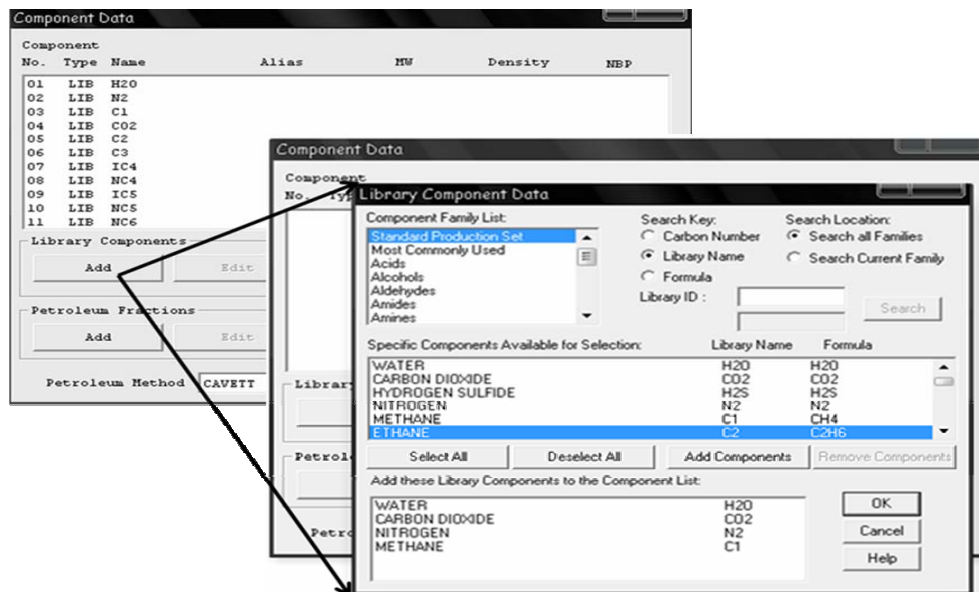 Component Data
Component
No. Type Name Alias MW Density NBP
01 LIB H2O
02 LIB N2
03 LIB C1
04 LIB CO2
05 LIB C2
06 LIB C3
07 LIB IC4
08 LIB NC4
09 LIB IC5
10 LIB NC5
11 LIB NC6
Library Components
Add Edit
Petroleum Fractions
Add Edit
Petroleum Method CAVETT
Component Data
Component
No. Typ
Library
Petrol
Petro
Library Component Data
Component Family List:
Standard Production Set
Most Commonly Used
Acids
Alcohols
Aldehydes
Amides
Amines
Search Key:
Carbon Number
Library Name
Formula
Search Location:
Search all Families
Search Current Family
Library ID :
Search
Specific Components Available for Selection: Library Name Formula
WATER H2O H2O
CARBON DIOXIDE CO2 CO2
HYDROGEN SULFIDE H2S H2S
NITROGEN N2 N2
METHANE C1 CH4
ETHANE C2 C2H6
Select All Deselect All Add Components Remove Components
Add these Library Components to the Component List:
WATER H2O
CARBON DIOXIDE CO2
NITROGEN N2
METHANE C1
OK
Cancel
Help